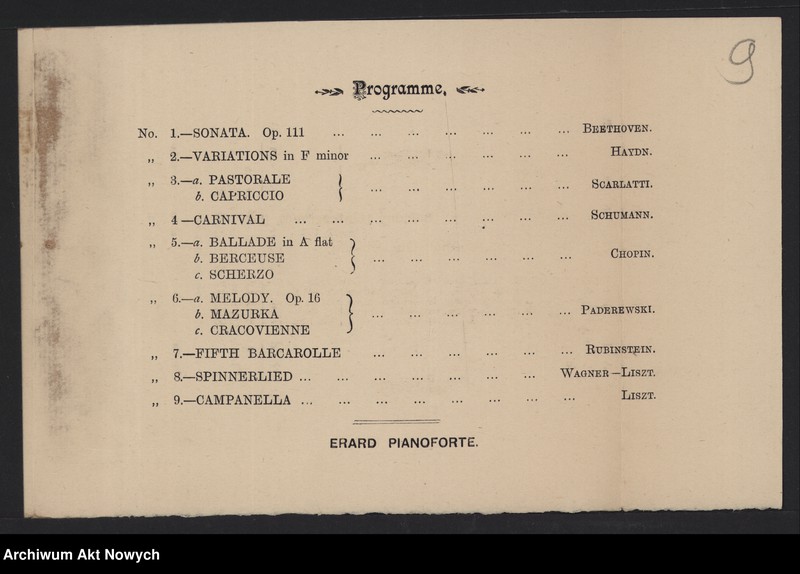 9
Programme.
No. 1.—SONATA. Op. 111 ... ... ... ... ... ... ... BEETHOVEN.
„ 2.—VARIATIONS in F minor ... ... ... ... ... ... HAYDN.
„ 3.—a. PASTORALE
b. CAPRICCIO } ... ... ... ... ... ... SCARLATTI.
„ 4—CARNIVAL ... ... ... ... ... ... ... ... SCHUMANN.
„ 5.—a. BALLADE in A flat
b. BERCEUSE } ... ... ... ... ... ... CHOPIN.
c. SCHERZO
„ 6.—a. MELODY. Op. 16
b. MAZURKA } ... ... ... ... ... ... PADEREWSKI.
c. CRACOVIENNE
„ 7.—FIFTH BARCAROLLE ... ... ... ... ... ... RUBINSTEIN.
„ 8.—SPINNERLIED ... ... ... ... ... ... ... WAGNER—LISZT.
„ 9.—CAMPANELLA ... ... ... ... ... ... ... ... LISZT.
ERARD PIANOFORTE.
Archiwum Akt Nowych